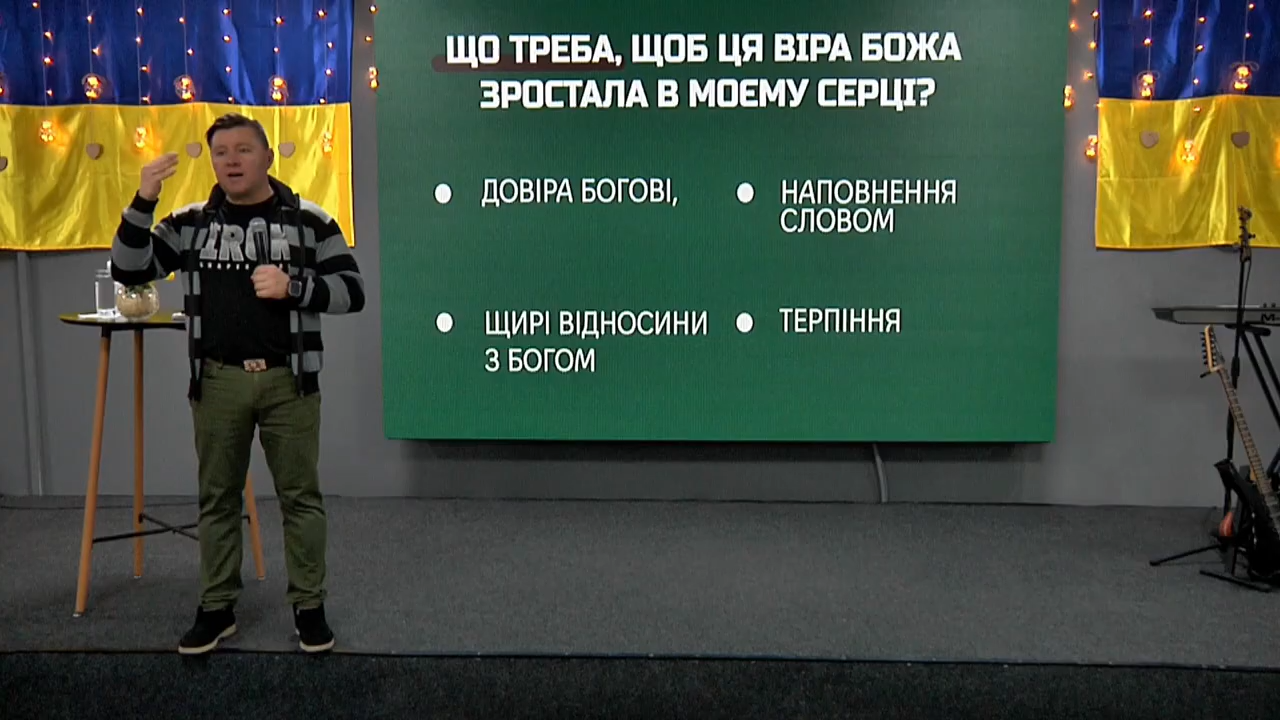 ЩО ТРЕБА, ЩОБ ЦЯ ВІРА БОЖА
ЗРОСТАЛА В МОЄМУ СЕРЦІ?
ДОВІРА БОГОВІ,
НАПОВНЕННЯ
СЛОВОМ
ЩИРІ ВІДНОСИНИ
З БОГОМ
ТЕРПІННЯ